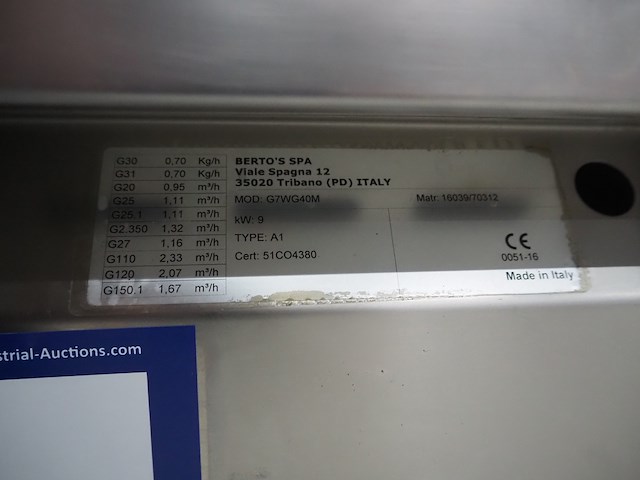 G30 0,70 Kg/h
G31 0,70 Kg/h
G20 0,95 m³/h
G25 1,11 m³/h
G25.1 1,11 m³/h
G2.350 1,32 m³/h
G27 1,16 m³/h
G110 2,33 m³/h
G120 2,07 m³/h
G150.1 1,67 m³/h
BERTO'S SPA
Viale Spagna 12
35020 Tribano (PD) ITALY
MOD: G7WG40M
Matr: 16039/70312
kW: 9
TYPE: A1
Cert: 51CO4380
CE
0051-16
Made in Italy
strial-Auctions.com